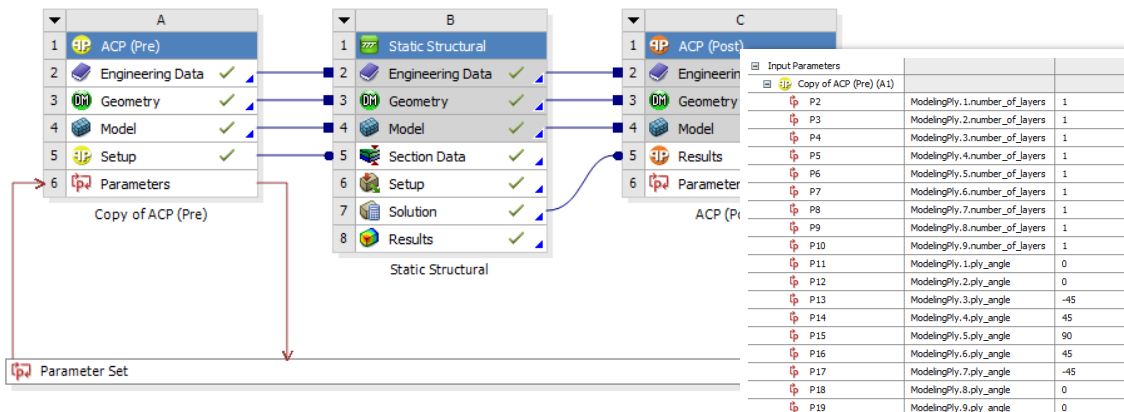 A
1 ACP (Pre)
2 Engineering Data
3 Geometry
4 Model
5 Setup
6 Parameters
Copy of ACP (Pre)
B
1 Static Structural
2 Engineering Data
3 Geometry
4 Model
5 Section Data
6 Setup
7 Solution
8 Results
Static Structural
C
1 ACP (Post)
2 Engineerin
3 Geometry
4 Model
5 Results
6 Parameter
ACP (Po
Parameter Set
Input Parameters
Copy of ACP (Pre) (A1)
P2 ModelingPly.1.number_of_layers 1
P3 ModelingPly.2.number_of_layers 1
P4 ModelingPly.3.number_of_layers 1
P5 ModelingPly.4.number_of_layers 1
P6 ModelingPly.5.number_of_layers 1
P7 ModelingPly.6.number_of_layers 1
P8 ModelingPly.7.number_of_layers 1
P9 ModelingPly.8.number_of_layers 1
P10 ModelingPly.9.number_of_layers 1
P11 ModelingPly.1.ply_angle 0
P12 ModelingPly.2.ply_angle 0
P13 ModelingPly.3.ply_angle -45
P14 ModelingPly.4.ply_angle 45
P15 ModelingPly.5.ply_angle 90
P16 ModelingPly.6.ply_angle 45
P17 ModelingPly.7.ply_angle -45
P18 ModelingPly.8.ply_angle 0
P19 ModelingPly.9.ply_angle 0